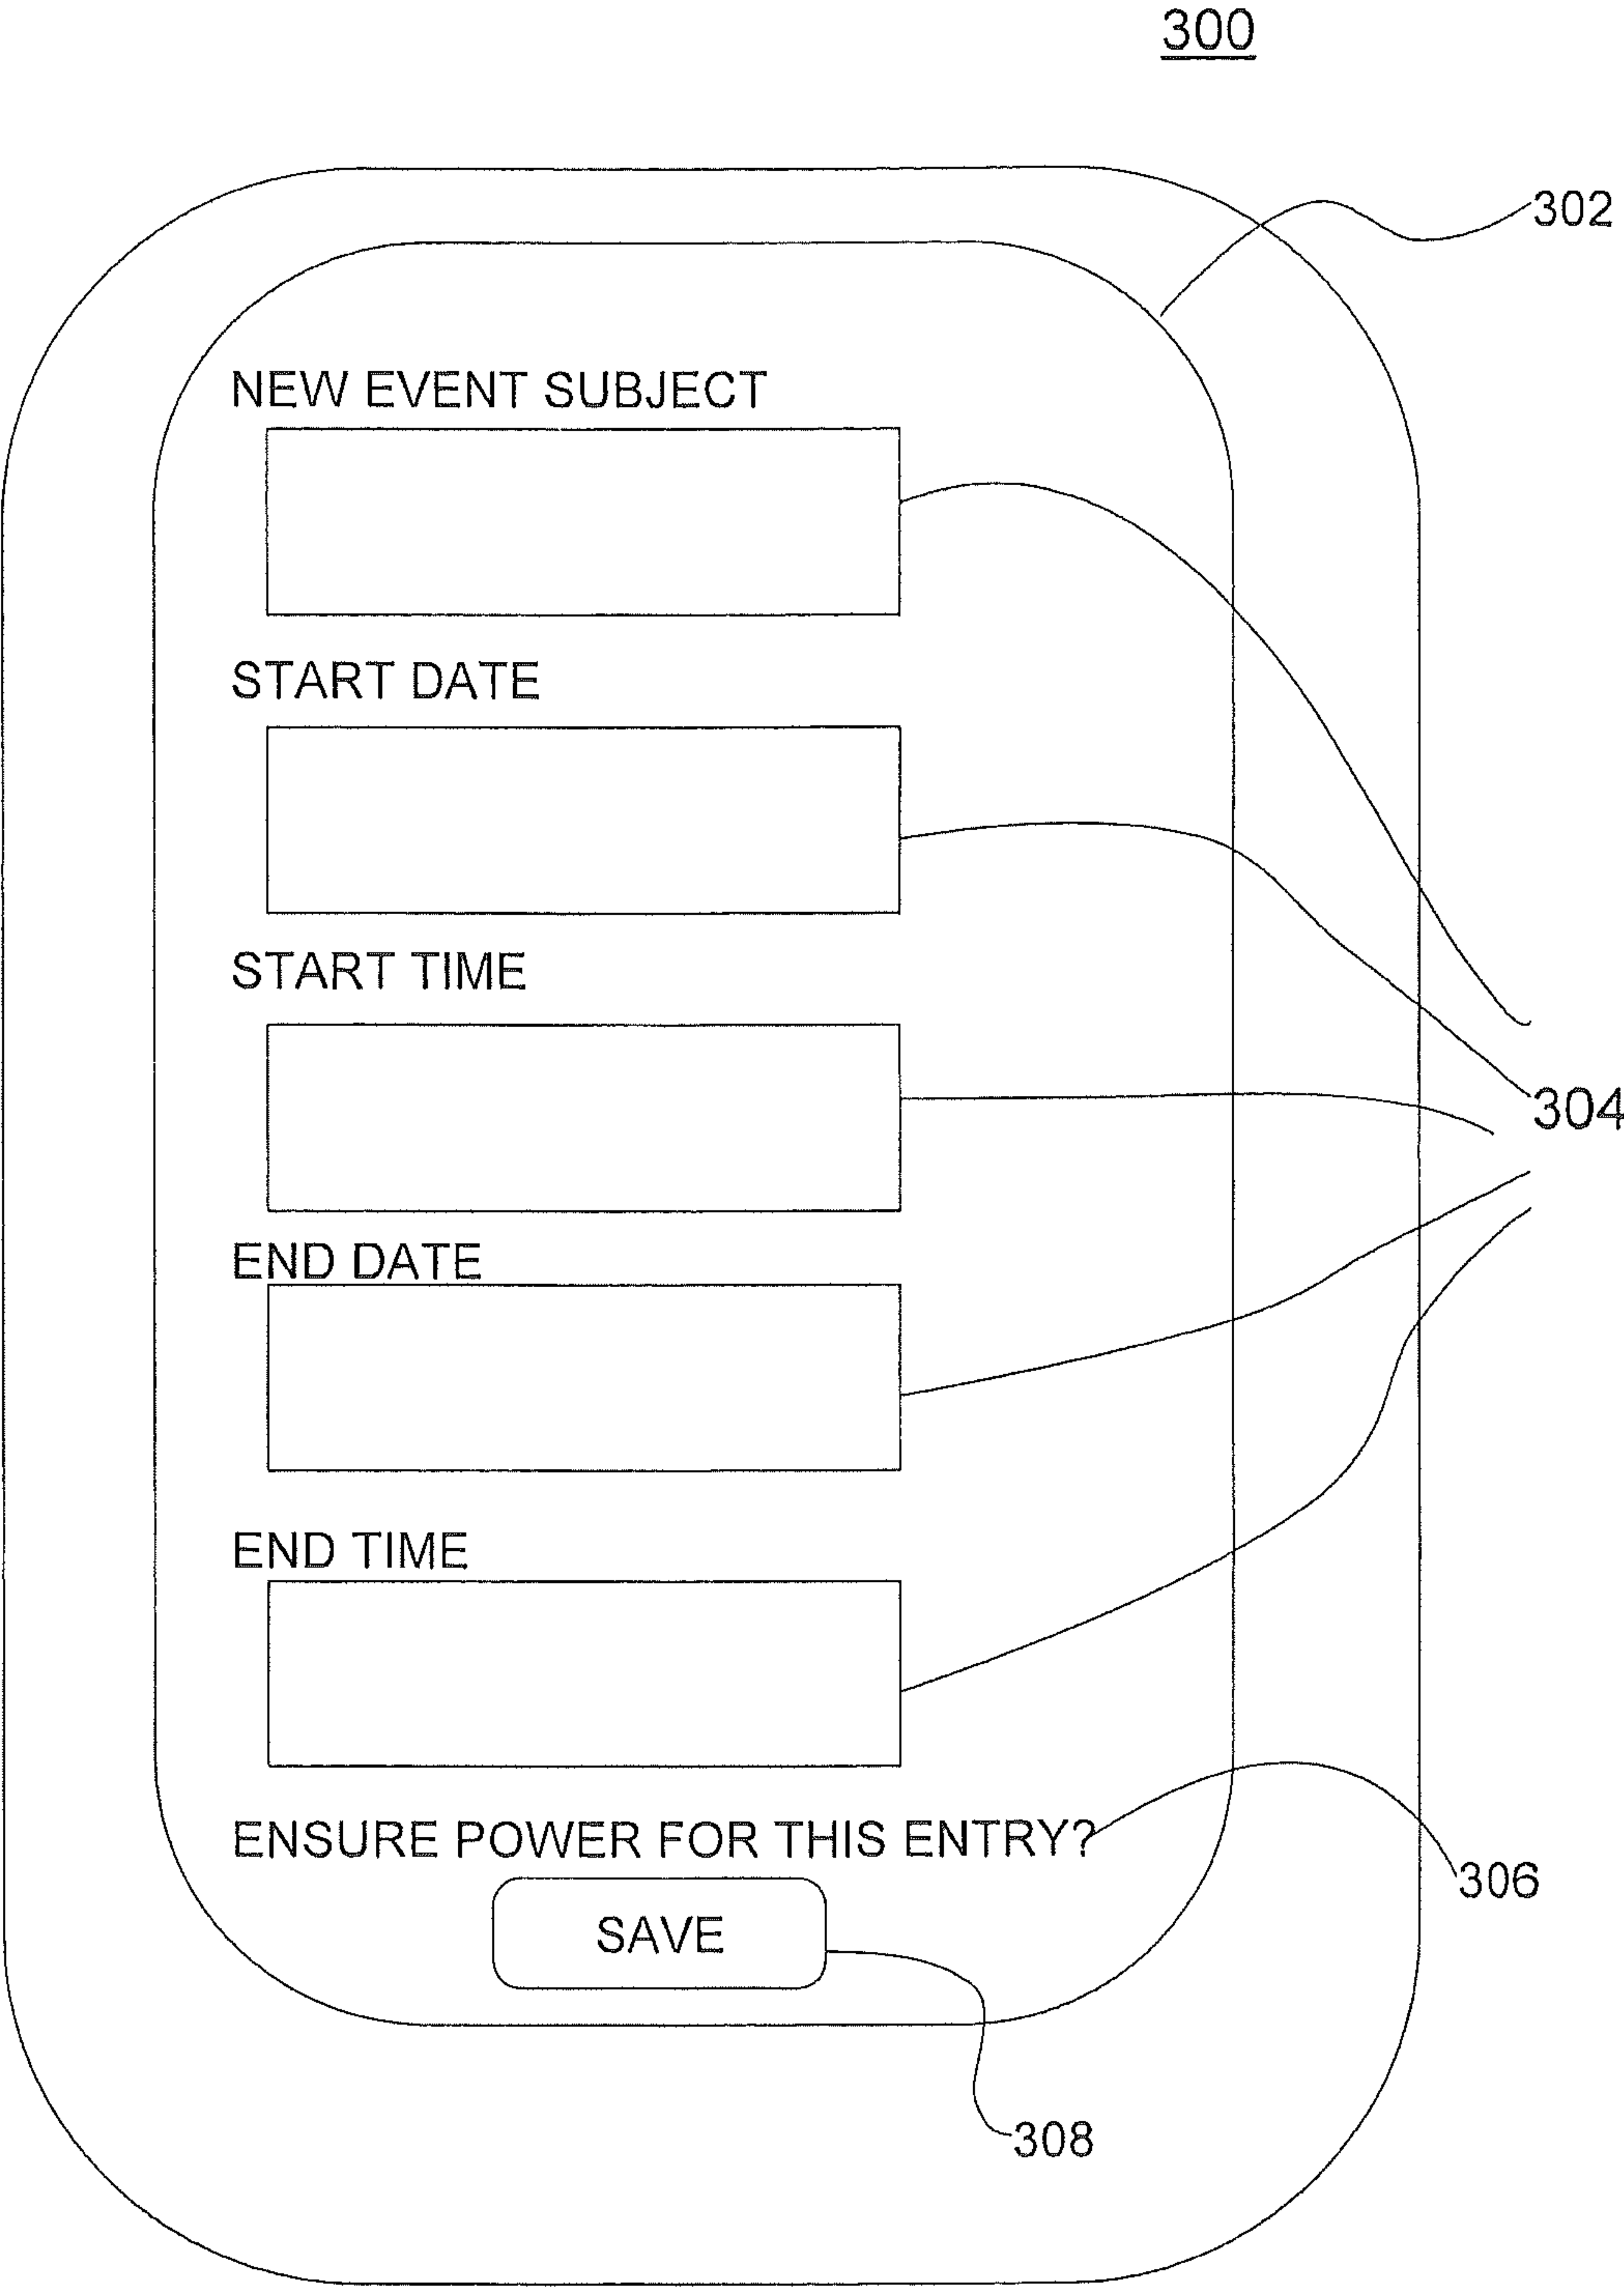 300
302
NEW EVENT SUBJECT
START DATE
START TIME
304
END DATE
END TIME
ENSURE POWER FOR THIS ENTRY?
306
SAVE
308